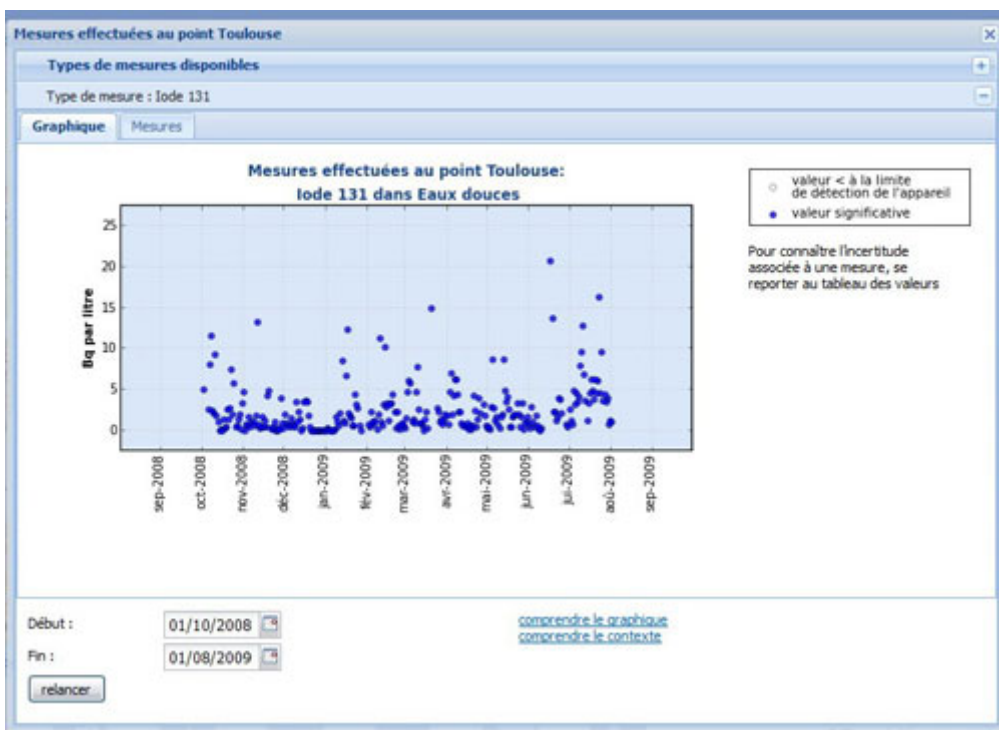 Mesures effectuées au point Toulouse
Types de mesures disponibles
Type de mesure : Iode 131
Graphique
Mesures
Mesures effectuées au point Toulouse:
Iode 131 dans Eaux douces
valeur < à la limite
de détection de l'appareil
valeur significative
Pour connaître l'incertitude
associée à une mesure, se
reporter au tableau des valeurs
Bq par litre
25
20
15
10
5
0
sep-2008
oct-2008
nov-2008
déc-2008
jan-2009
fév-2009
mar-2009
avr-2009
mai-2009
jun-2009
jui-2009
aoû-2009
sep-2009
Début :
01/10/2008
Fin :
01/08/2009
relancer
comprendre le graphique
comprendre le contexte